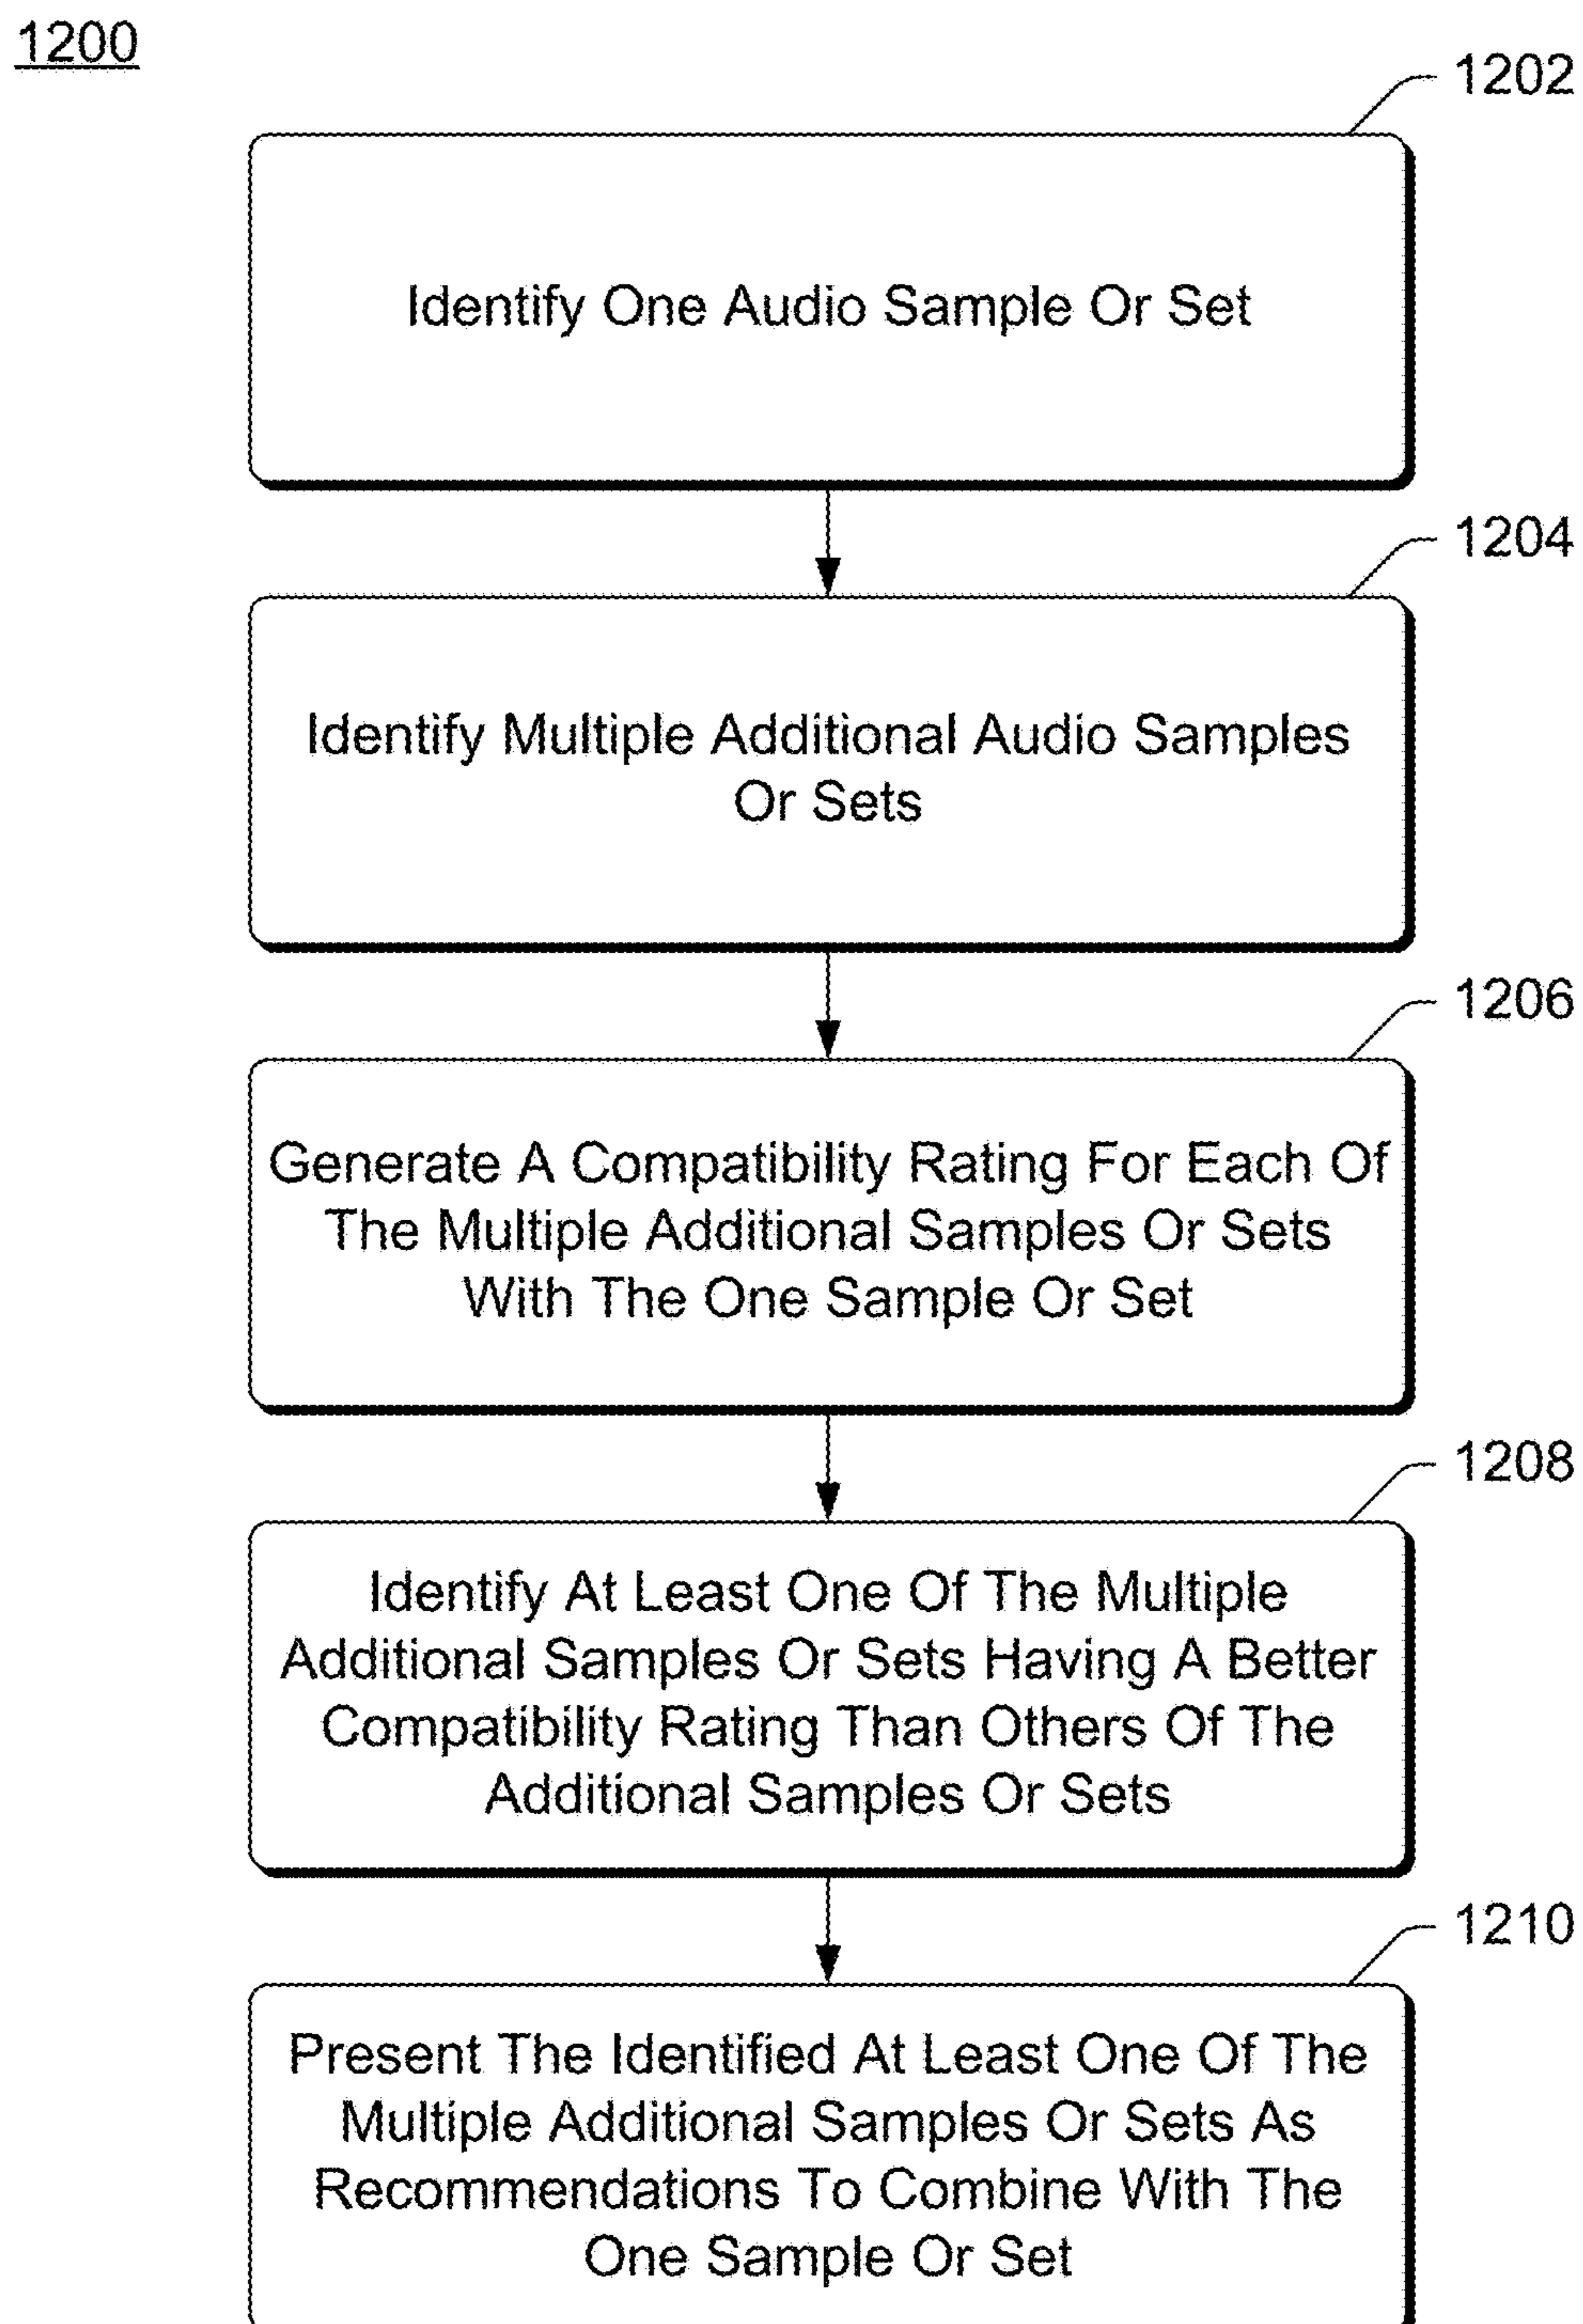 1200
1202
Identify One Audio Sample Or Set
1204
Identify Multiple Additional Audio Samples
Or Sets
1206
Generate A Compatibility Rating For Each Of
The Multiple Additional Samples Or Sets
With The One Sample Or Set
1208
Identify At Least One Of The Multiple
Additional Samples Or Sets Having A Better
Compatibility Rating Than Others Of The
Additional Samples Or Sets
1210
Present The Identified At Least One Of The
Multiple Additional Samples Or Sets As
Recommendations To Combine With The
One Sample Or Set